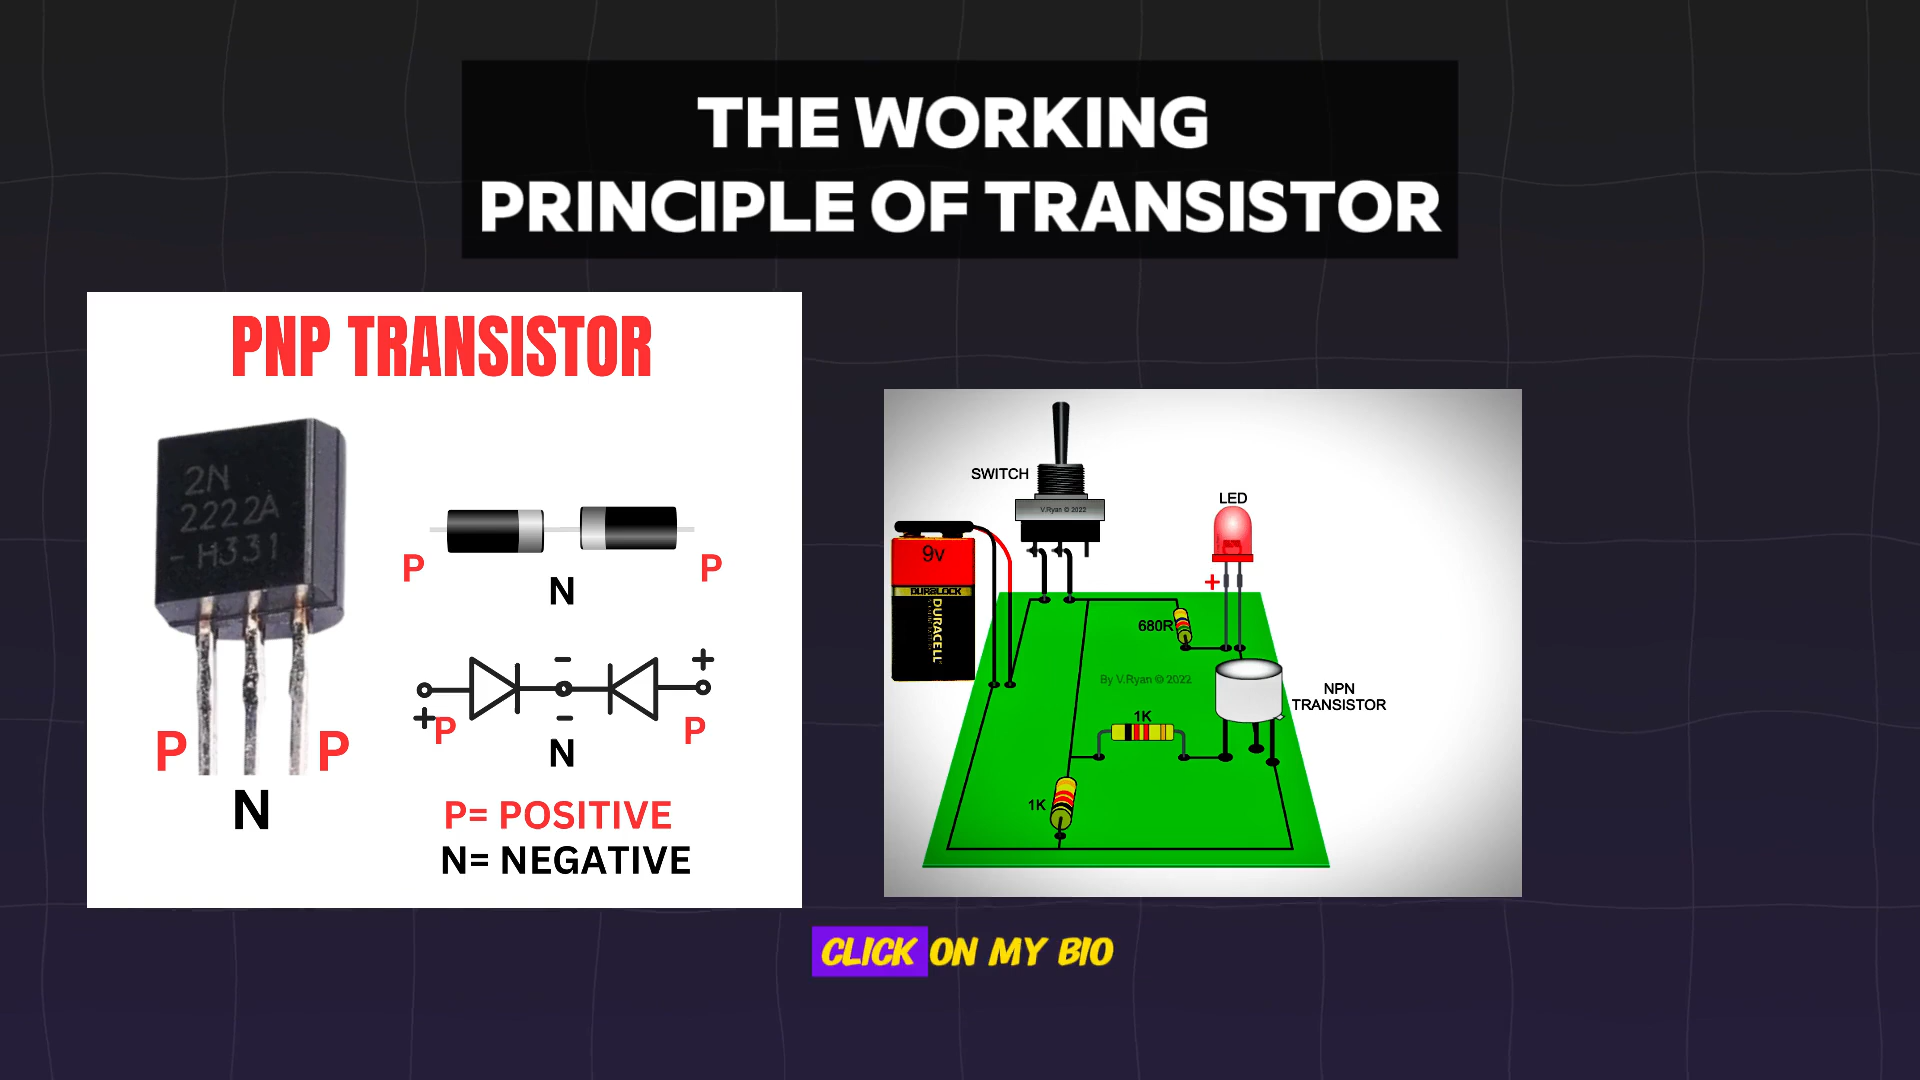 THE WORKING
PRINCIPLE OF TRANSISTOR
PNP TRANSISTOR
2N
2222A
- H331
P
P
N
P
P
N
-
+
+
P
-
P
N
P= POSITIVE
N= NEGATIVE
SWITCH
V.Ryan © 2022
LED
9v
DURALOCK
DURACELL
+
680R
By V.Ryan © 2022
NPN
TRANSISTOR
1K
1K
CLICK ON MY BIO